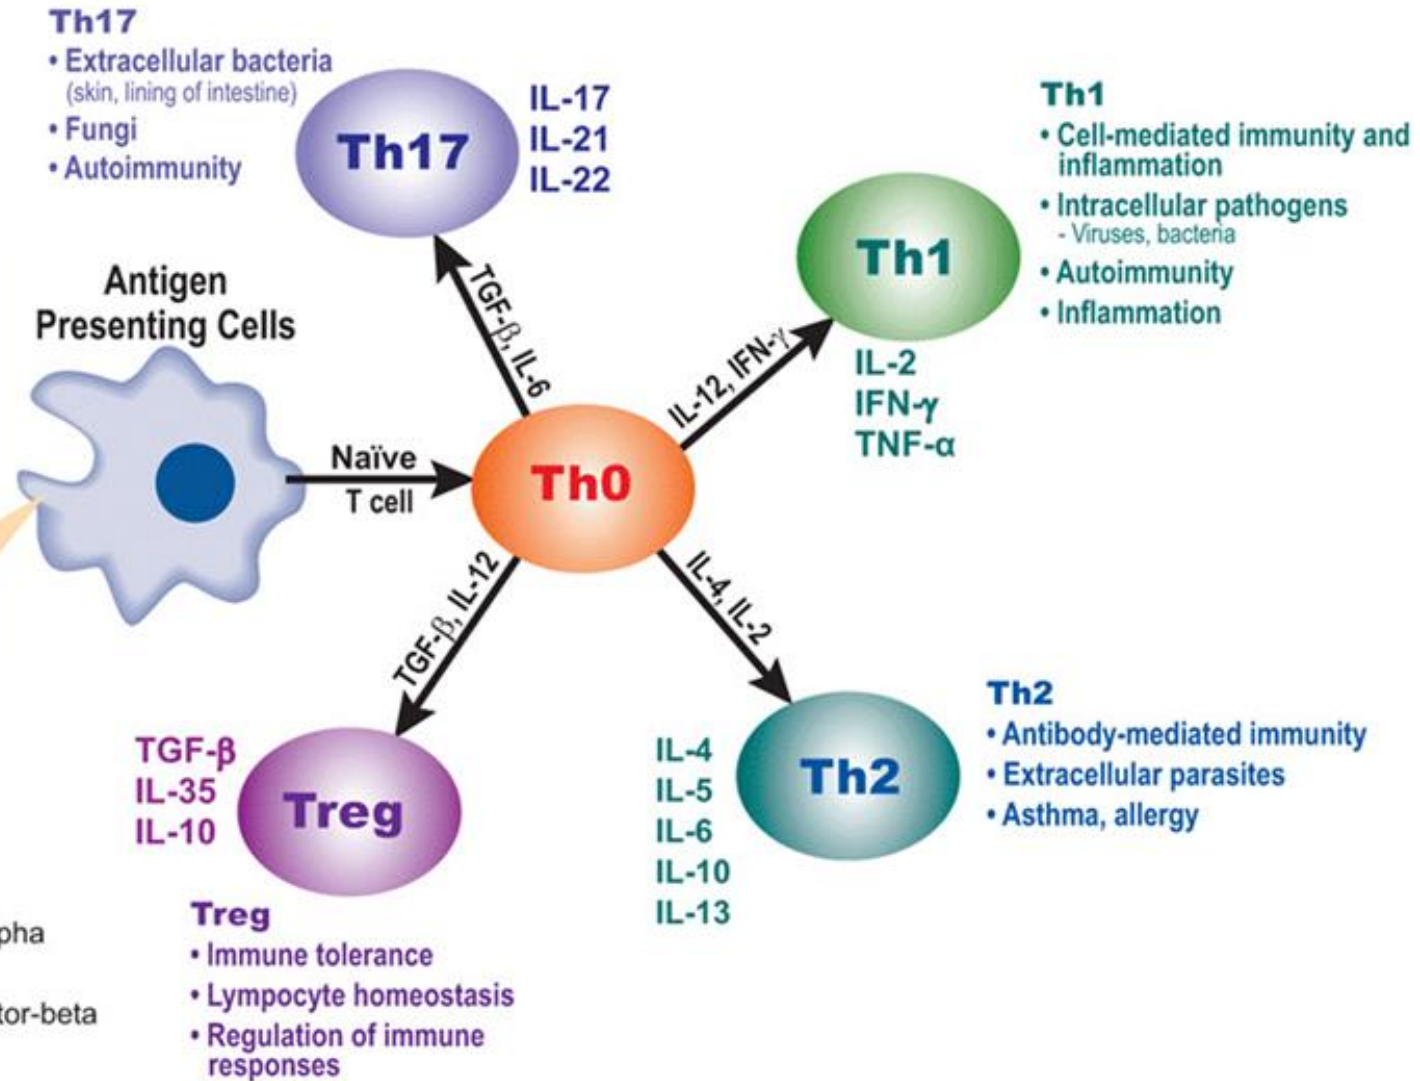 Th17
• Extracellular bacteria
(skin, lining of intestine)
• Fungi
• Autoimmunity
Th17
IL-17
IL-21
IL-22
Th1
• Cell-mediated immunity and
inflammation
• Intracellular pathogens
- Viruses, bacteria
• Autoimmunity
• Inflammation
Th1
IL-2
IFN-γ
TNF-α
Antigen
Presenting Cells
Naïve
T cell
Th0
TGF-β, IL-6
IL-12, IFN-γ
TGF-β, IL-12
IL-4, IL-2
TGF-β
IL-35
IL-10
Treg
Treg
• Immune tolerance
• Lympocyte homeostasis
• Regulation of immune
responses
IL-4
IL-5
IL-6
IL-10
IL-13
Th2
Th2
• Antibody-mediated immunity
• Extracellular parasites
• Asthma, allergy
pha
tor-beta